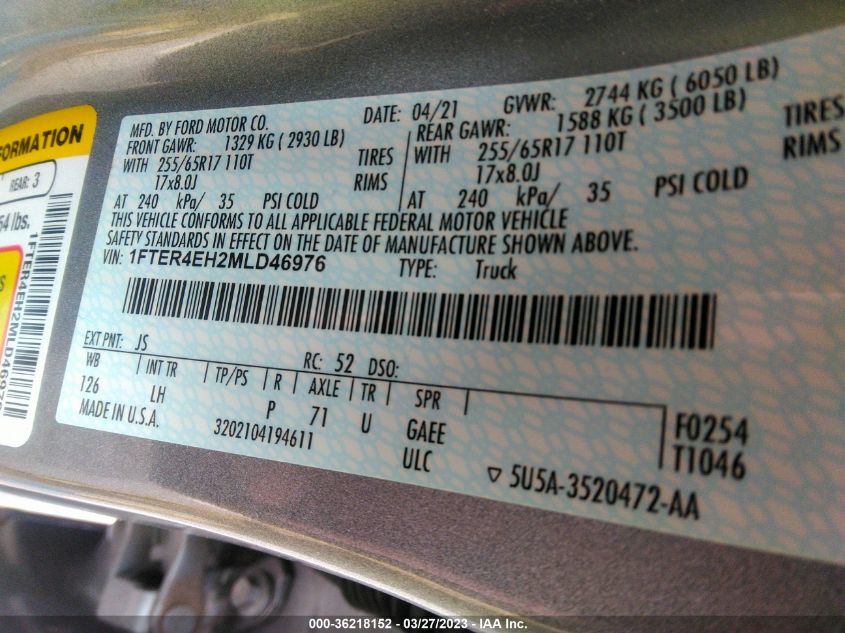 FORMATION
REAR: 3
54 lbs.
1FTER4EH2MLD4697
MFD. BY FORD MOTOR CO.
DATE: 04/21 GVWR: 2744 KG ( 6050 LB)
FRONT GAWR: 1329 KG ( 2930 LB)
WITH 255/65R17 110T TIRES
17x8.0J RIMS
AT 240 kPa/ 35 PSI COLD
REAR GAWR: 1588 KG ( 3500 LB)
WITH 255/65R17 110T TIRES
17x8.0J RIMS
AT 240 kPa/ 35 PSI COLD
THIS VEHICLE CONFORMS TO ALL APPLICABLE FEDERAL MOTOR VEHICLE
SAFETY STANDARDS IN EFFECT ON THE DATE OF MANUFACTURE SHOWN ABOVE.
VIN: 1FTER4EH2MLD46976 TYPE: Truck
EXT PNT: JS RC: 52 DSO:
WB INT TR TP/PS R AXLE TR SPR
126 LH P 71 U GAEE F0254
MADE IN U.S.A. 3202104194611 ULC T1046
5U5A-3520472-AA
000-36218152 - 03/27/2023 - IAA Inc.